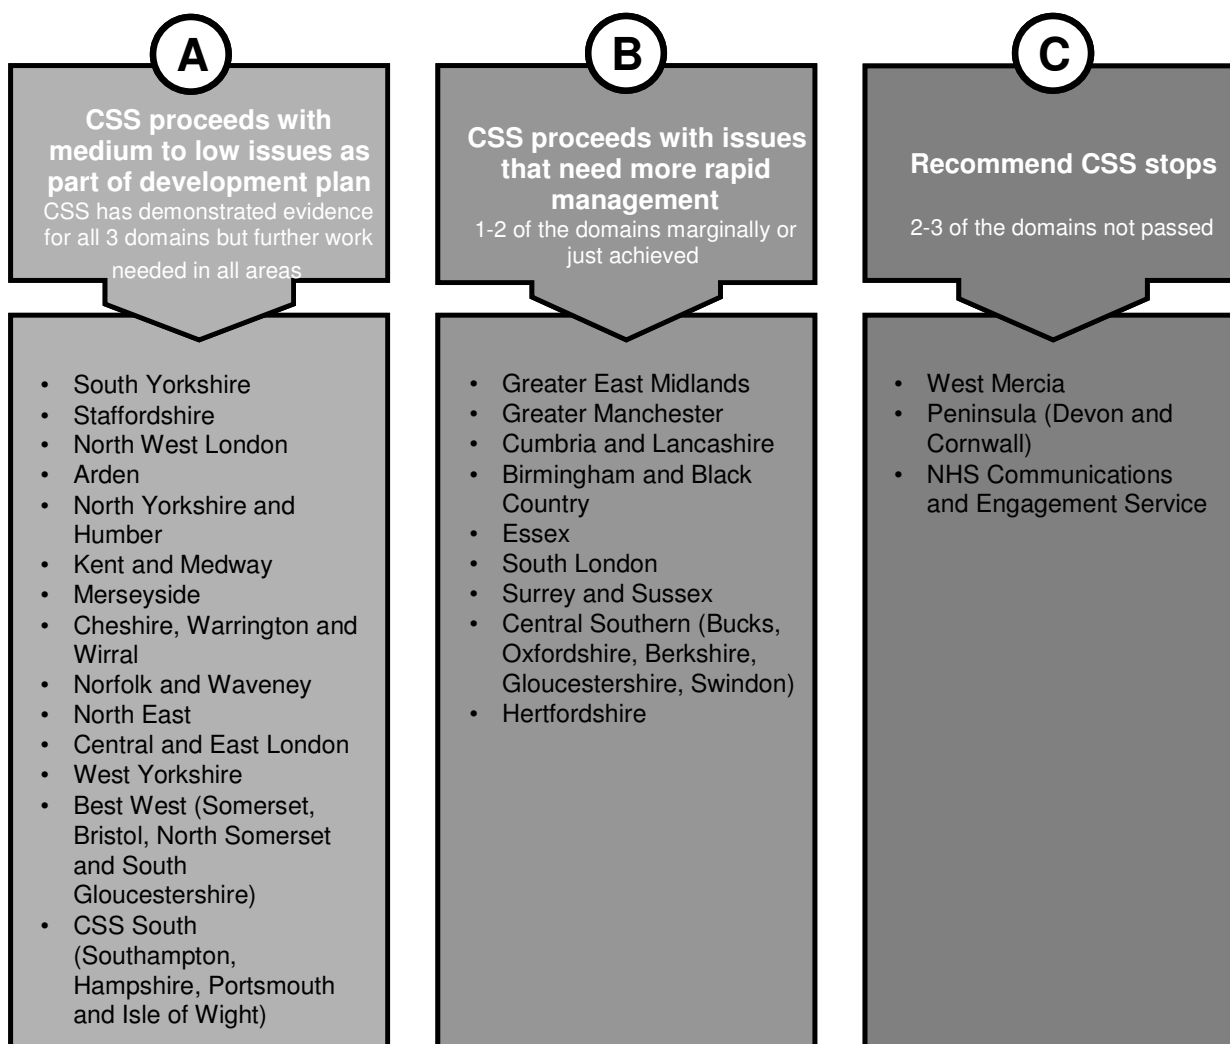 A
CSS proceeds with
medium to low issues as
part of development plan
CSS has demonstrated evidence
for all 3 domains but further work
needed in all areas
• South Yorkshire
• Staffordshire
• North West London
• Arden
• North Yorkshire and
Humber
• Kent and Medway
• Merseyside
• Cheshire, Warrington and
Wirral
• Norfolk and Waveney
• North East
• Central and East London
• West Yorkshire
• Best West (Somerset,
Bristol, North Somerset
and South
Gloucestershire)
• CSS South
(Southampton,
Hampshire, Portsmouth
and Isle of Wight)
B
CSS proceeds with issues
that need more rapid
management
1-2 of the domains marginally or
just achieved
• Greater East Midlands
• Greater Manchester
• Cumbria and Lancashire
• Birmingham and Black
Country
• Essex
• South London
• Surrey and Sussex
• Central Southern (Bucks,
Oxfordshire, Berkshire,
Gloucestershire, Swindon)
• Hertfordshire
C
Recommend CSS stops
2-3 of the domains not passed
• West Mercia
• Peninsula (Devon and
Cornwall)
• NHS Communications
and Engagement Service